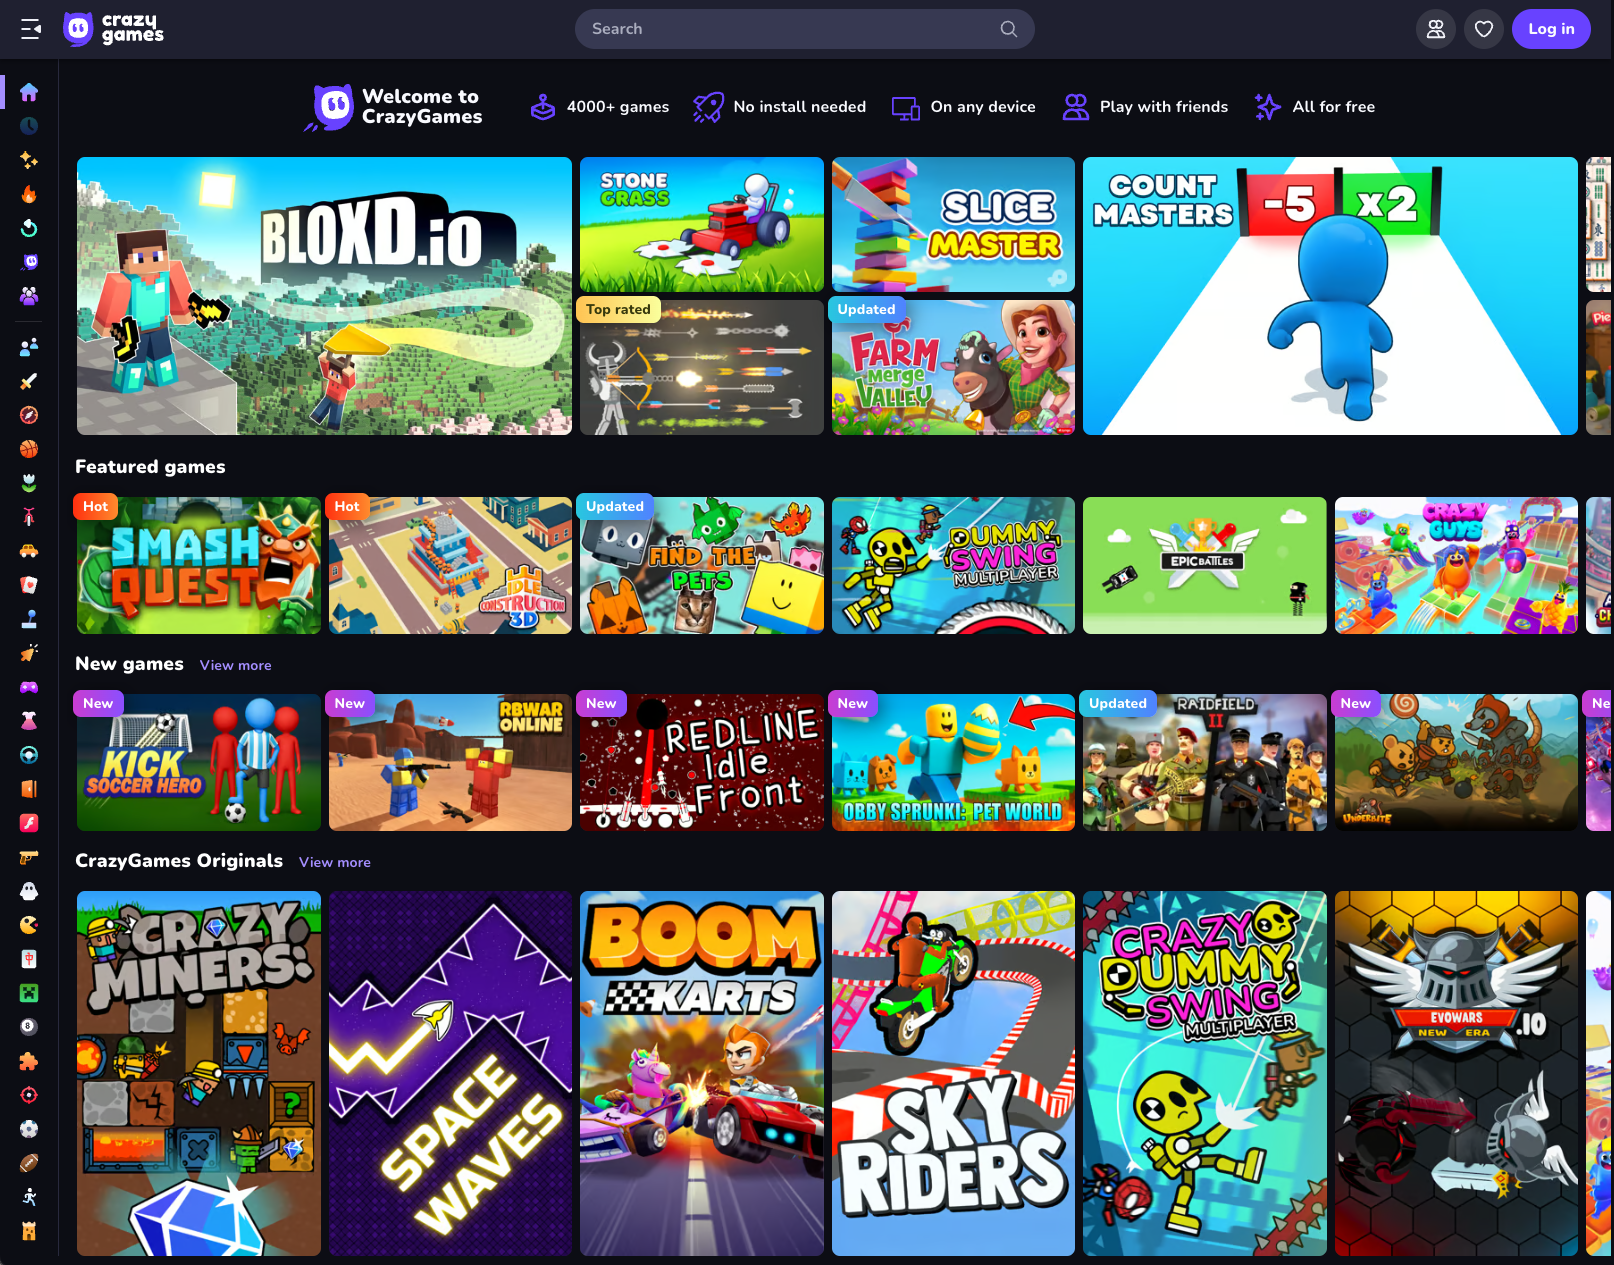 crazy
games
Search
Log in
Welcome to
CrazyGames
4000+ games
No install needed
On any device
Play with friends
All for free
BLOXD.io
STONE
GRASS
SLICE
MASTER
COUNT
MASTERS
-5
x2
Top rated
Updated
FARM
Merge
VALLEY
Featured games
Hot
SMASH
QUEST
Hot
IDLE
CONSTRUCTION
3D
Updated
FIND THE
PETS
DUMMY
SWING
MULTIPLAYER
EPIC BATTLES
CRAZY
GUYS
New games
View more
New
KICK
SOCCER HERO
New
RBWAR
ONLINE
New
REDLINE
Idle
Front
New
OBBY SPRUNKI: PET WORLD
Updated
RAIDFIELD
II
New
UNDERBITE
Ne
CrazyGames Originals
View more
CRAZY
MINERS
?
SPACE
WAVES
BOOM
KARTS
SKY
RIDERS
CRAZY
DUMMY
SWING
MULTIPLAYER
EVOWARS
.IO
NEW ERA